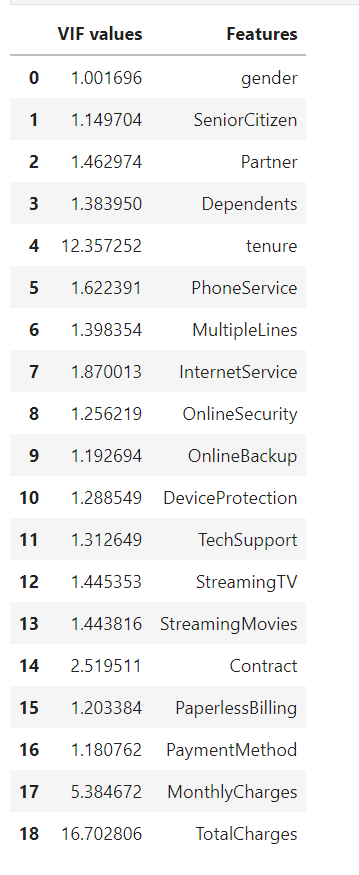 VIF values Features
0 1.001696 gender
1 1.149704 SeniorCitizen
2 1.462974 Partner
3 1.383950 Dependents
4 12.357252 tenure
5 1.622391 PhoneService
6 1.398354 MultipleLines
7 1.870013 InternetService
8 1.256219 OnlineSecurity
9 1.192694 OnlineBackup
10 1.288549 DeviceProtection
11 1.312649 TechSupport
12 1.445353 StreamingTV
13 1.443816 StreamingMovies
14 2.519511 Contract
15 1.203384 PaperlessBilling
16 1.180762 PaymentMethod
17 5.384672 MonthlyCharges
18 16.702806 TotalCharges